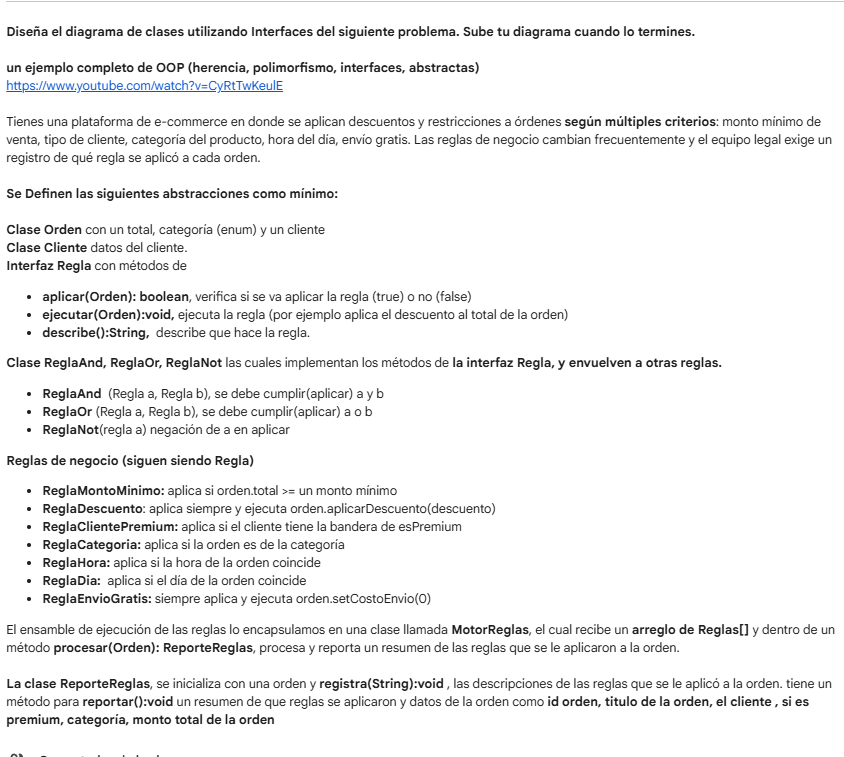 Diseña el diagrama de clases utilizando Interfaces del siguiente problema. Sube tu diagrama cuando lo termines.
un ejemplo completo de OOP (herencia, polimorfismo, interfaces, abstractas)
https://www.youtube.com/watch?v=CyRtTwKeulE
Tienes una plataforma de e-commerce en donde se aplican descuentos y restricciones a órdenes según múltiples criterios: monto mínimo de
venta, tipo de cliente, categoría del producto, hora del día, envío gratis. Las reglas de negocio cambian frecuentemente y el equipo legal exige un
registro de qué regla se aplicó a cada orden.
Se Definen las siguientes abstracciones como mínimo:
Clase Orden con un total, categoría (enum) y un cliente
Clase Cliente datos del cliente.
Interfaz Regla con métodos de
• aplicar(Orden): boolean, verifica si se va aplicar la regla (true) o no (false)
• ejecutar(Orden):void, ejecuta la regla (por ejemplo aplica el descuento al total de la orden)
• describe():String, describe que hace la regla.
Clase ReglaAnd, ReglaOr, ReglaNot las cuales implementan los métodos de la interfaz Regla, y envuelven a otras reglas.
• ReglaAnd (Regla a, Regla b), se debe cumplir(aplicar) a y b
• ReglaOr (Regla a, Regla b), se debe cumplir(aplicar) a o b
• ReglaNot(regla a) negación de a en aplicar
Reglas de negocio (siguen siendo Regla)
• ReglaMontoMinimo: aplica si orden.total >= un monto mínimo
• ReglaDescuento: aplica siempre y ejecuta orden.aplicarDescuento(descuento)
• ReglaClientePremium: aplica si el cliente tiene la bandera de esPremium
• ReglaCategoria: aplica si la orden es de la categoría
• ReglaHora: aplica si la hora de la orden coincide
• ReglaDia: aplica si el día de la orden coincide
• ReglaEnvioGratis: siempre aplica y ejecuta orden.setCostoEnvio(0)
El ensamble de ejecución de las reglas lo encapsulamos en una clase llamada MotorReglas, el cual recibe un arreglo de Reglas[] y dentro de un
método procesar(Orden): ReporteReglas, procesa y reporta un resumen de las reglas que se le aplicaron a la orden.
La clase ReporteReglas, se inicializa con una orden y registra(String):void , las descripciones de las reglas que se le aplicó a la orden. tiene un
método para reportar():void un resumen de que reglas se aplicaron y datos de la orden como id orden, titulo de la orden, el cliente , si es
premium, categoría, monto total de la orden